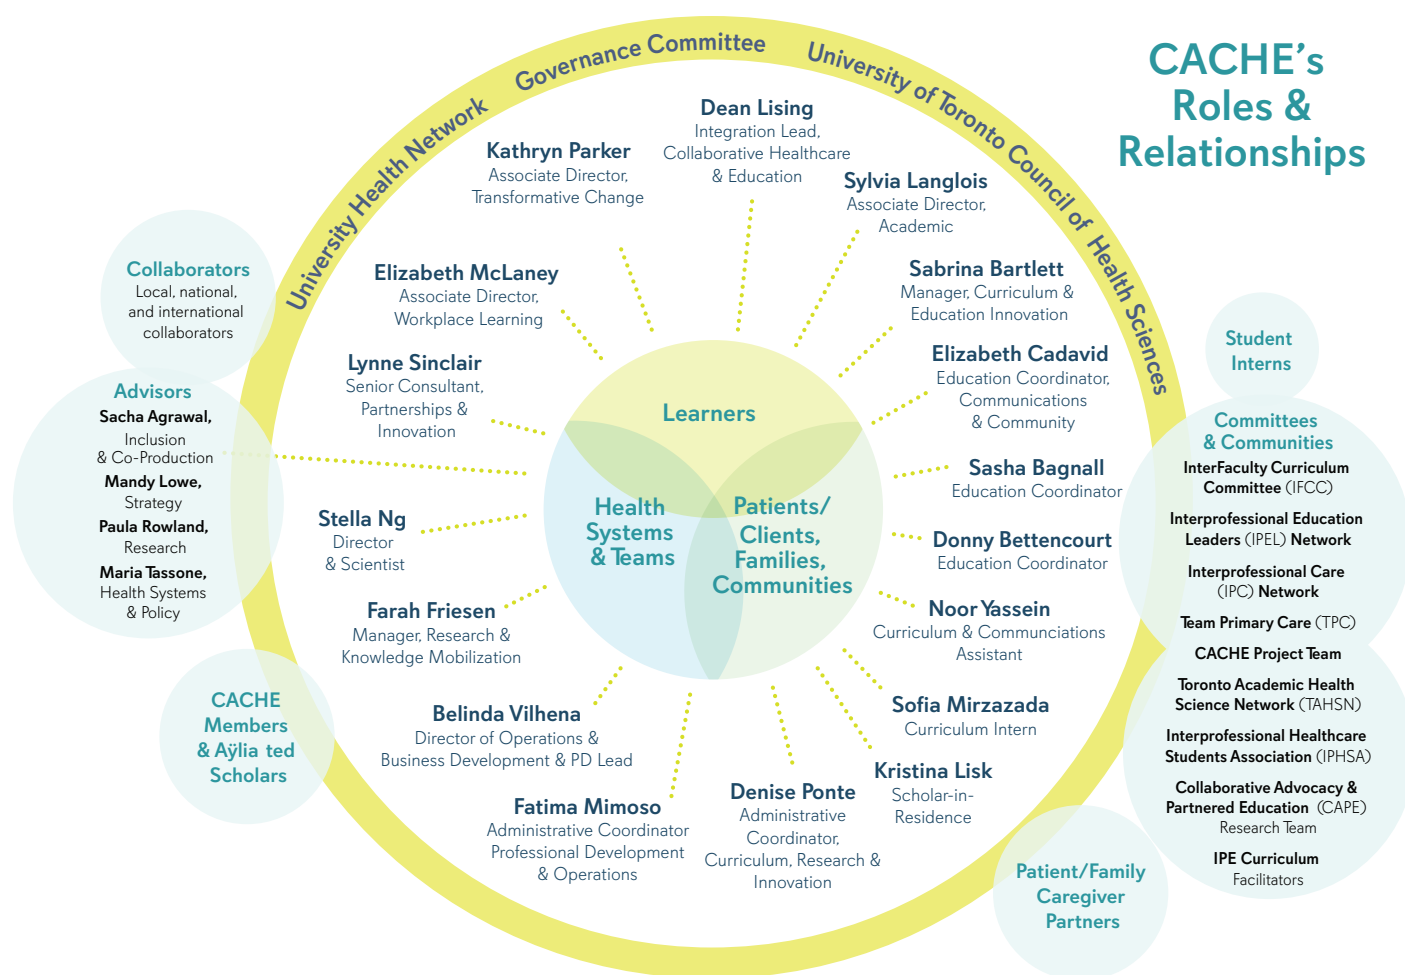 CACHE's
Roles &
Relationships
University Health Network
Governance Committee
University of Toronto Council of Health Sciences
Dean Lising
Integration Lead,
Collaborative Healthcare
& Education
Kathryn Parker
Associate Director,
Transformative Change
Sylvia Langlois
Associate Director,
Academic
Elizabeth McLaney
Associate Director,
Workplace Learning
Sabrina Bartlett
Manager, Curriculum &
Education Innovation
Lynne Sinclair
Senior Consultant,
Partnerships &
Innovation
Elizabeth Cadavid
Education Coordinator,
Communications
& Community
Sasha Bagnall
Education Coordinator
Stella Ng
Director
& Scientist
Donny Bettencourt
Education Coordinator
Farah Friesen
Manager, Research &
Knowledge Mobilization
Noor Yassein
Curriculum & Communciations
Assistant
Belinda Vilhena
Director of Operations &
Business Development & PD Lead
Sofia Mirzazada
Curriculum Intern
Fatima Mimoso
Administrative Coordinator
Professional Development
& Operations
Denise Ponte
Administrative
Coordinator,
Curriculum, Research &
Innovation
Kristina Lisk
Scholar-in-
Residence
Learners
Health
Systems
& Teams
Patients/
Clients,
Families,
Communities
Collaborators
Local, national,
and international
collaborators
Advisors
Sacha Agrawal,
Inclusion
& Co-Production
Mandy Lowe,
Strategy
Paula Rowland,
Research
Maria Tassone,
Health Systems
& Policy
CACHE
Members
& Aÿlia ted
Scholars
Student
Interns
Committees
& Communities
InterFaculty Curriculum
Committee (IFCC)
Interprofessional Education
Leaders (IPEL) Network
Interprofessional Care
(IPC) Network
Team Primary Care (TPC)
CACHE Project Team
Toronto Academic Health
Science Network (TAHSN)
Interprofessional Healthcare
Students Association (IPHSA)
Collaborative Advocacy &
Partnered Education (CAPE)
Research Team
IPE Curriculum
Facilitators
Patient/Family
Caregiver
Partners